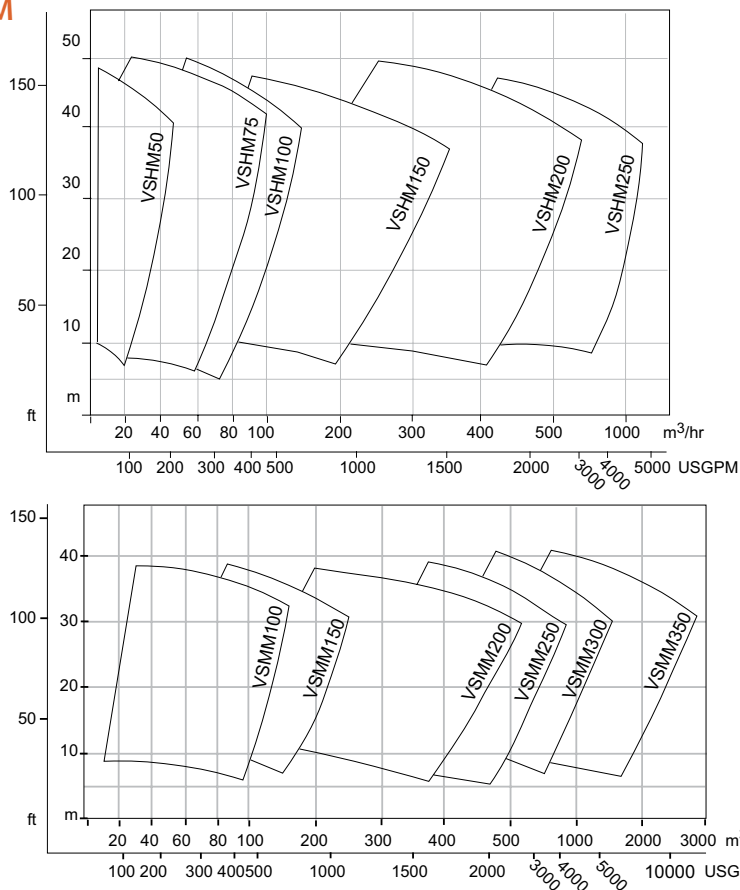 M
50
150
40
VSHM50
VSHM75
VSHM100
VSHM150
VSHM200
VSHM250
100
30
20
50
10
m
ft
20 40 60 80 100 200 300 400 500 1000 m³/hr
100 200 300 400 500 1000 1500 2000 3000 4000 5000 USGPM
150
40
100
30
VSMM100
VSMM150
VSMM200
VSMM250
VSMM300
VSMM350
20
50
10
ft
m
20 40 60 80 100 200 300 400 500 1000 2000 3000 m
100 200 300 400 500 1000 1500 2000 3000 4000 5000 10000 USG